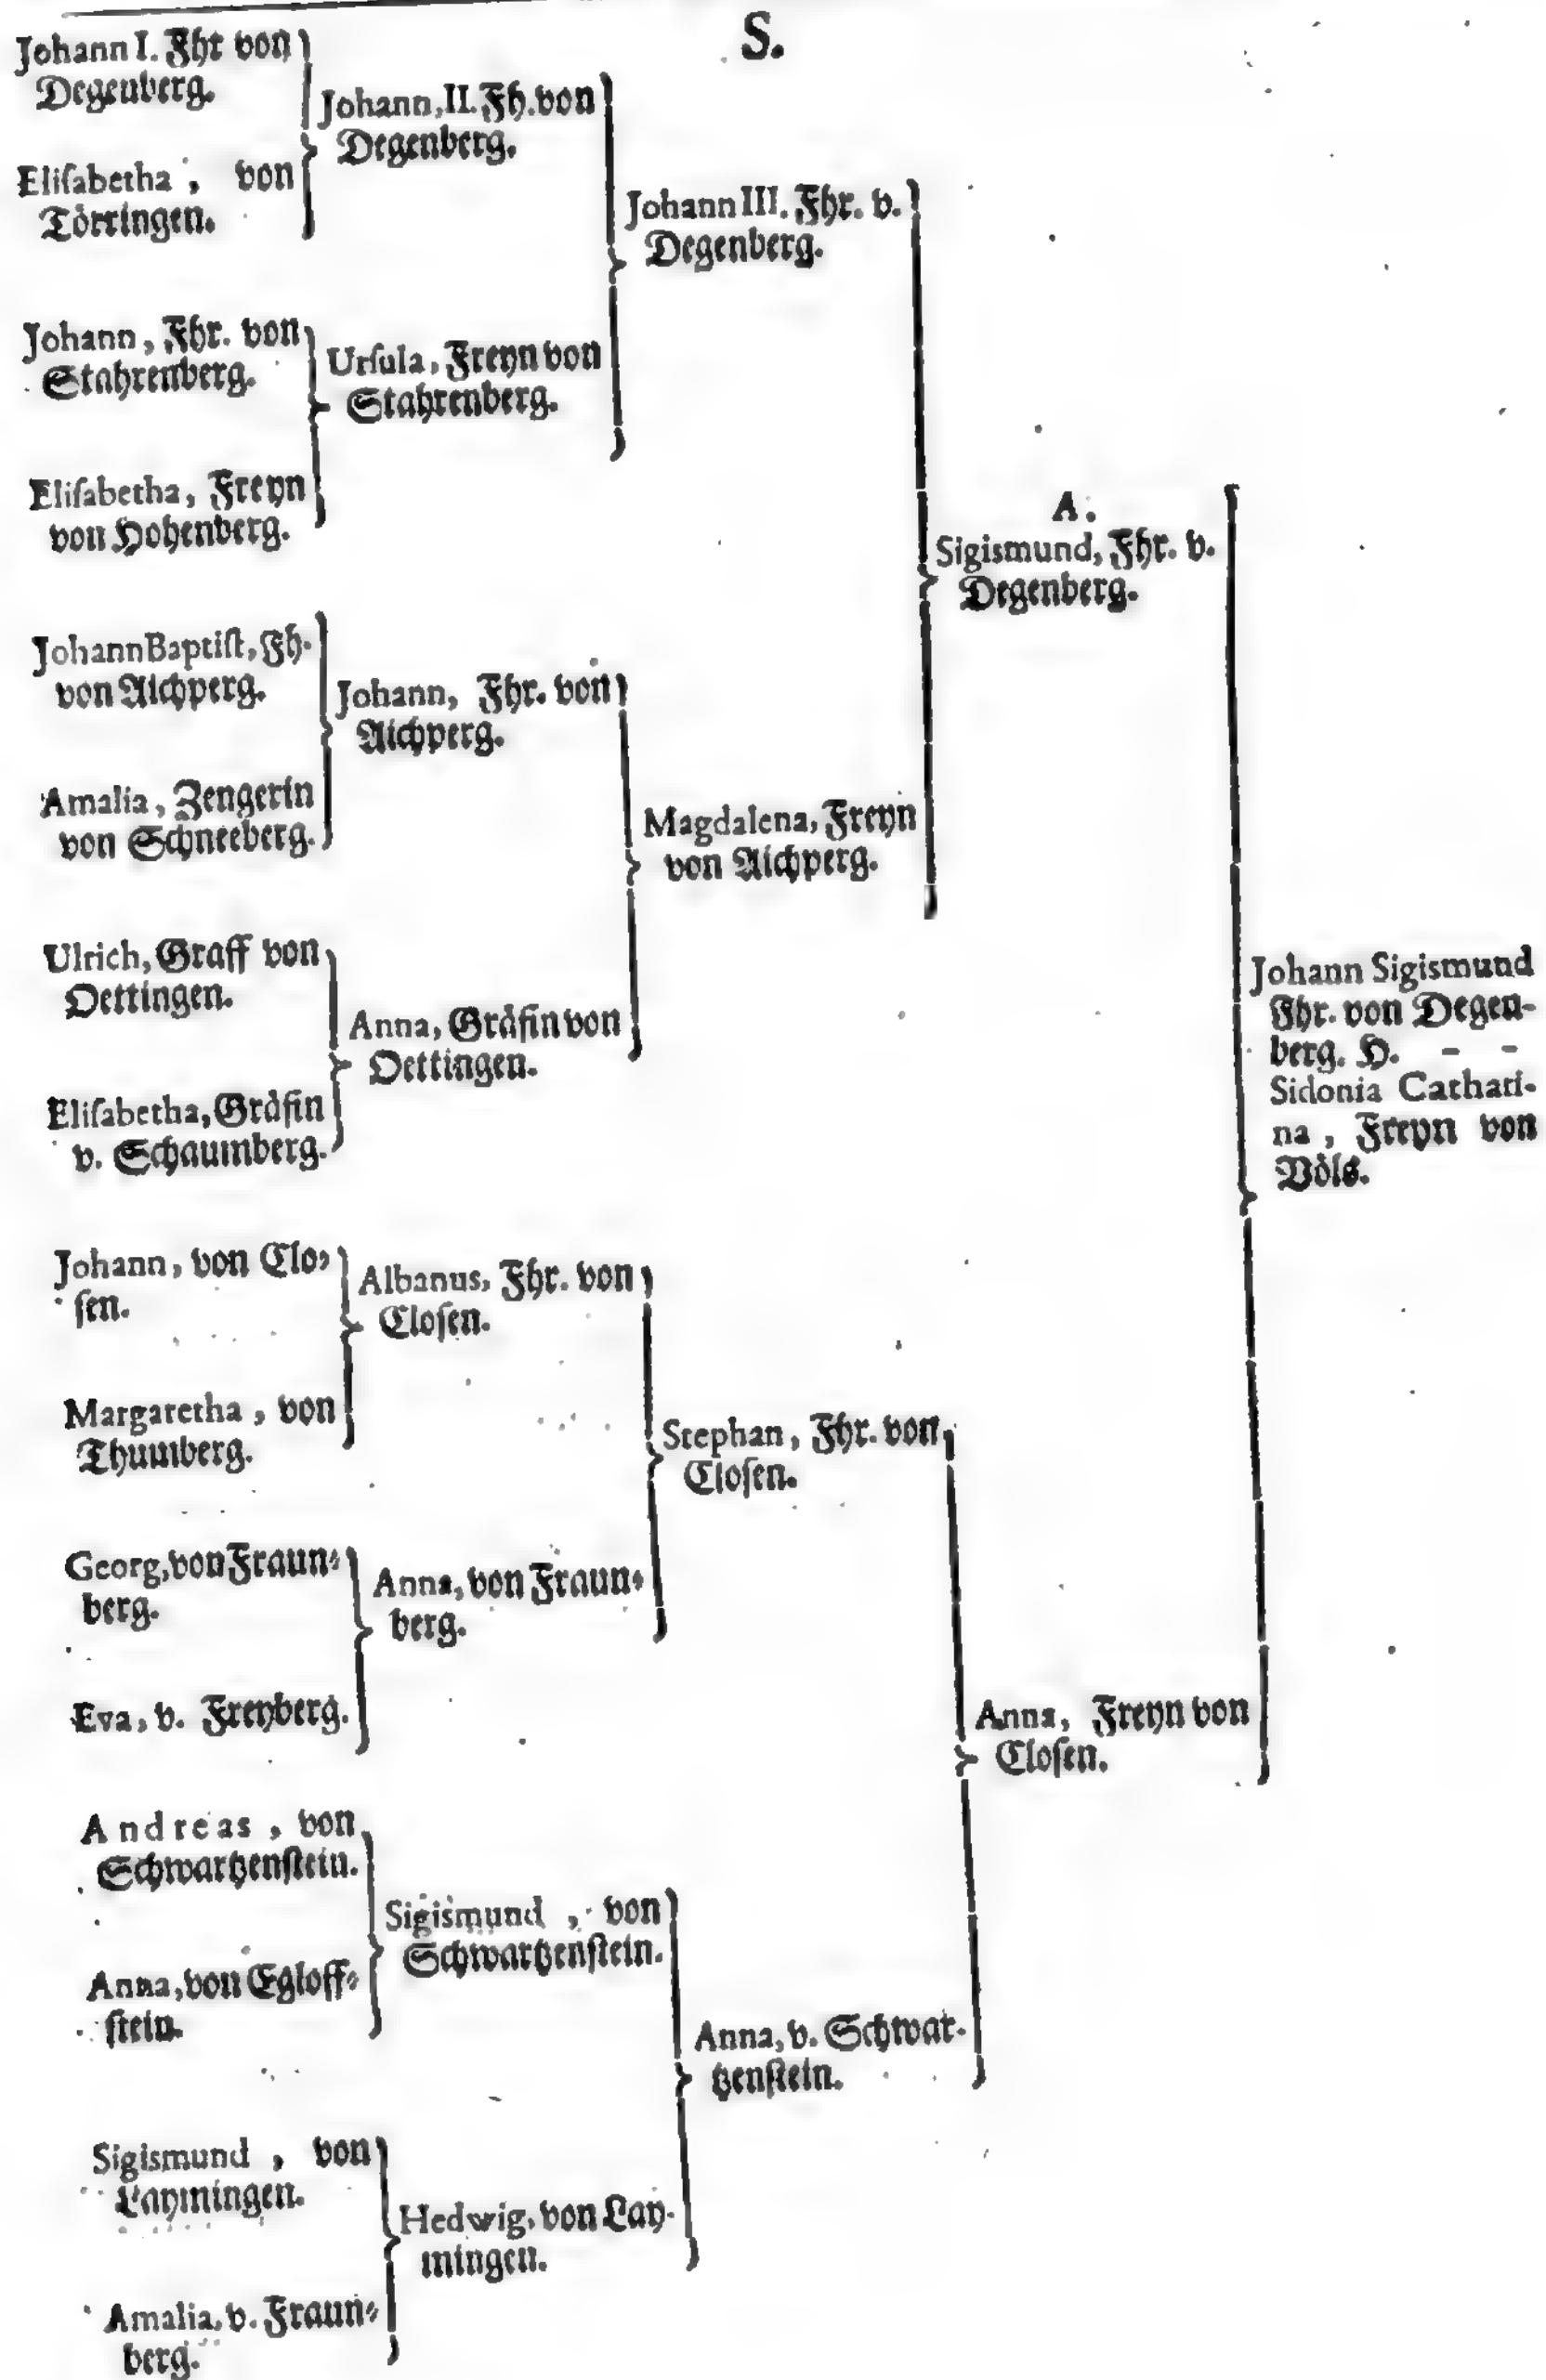 S.
Johann I. Fhr von
Degenberg.
Elisabetha, von
Törringen.
Johann, Fhr. von
Stahrenberg.
Elisabetha, Freyn
von Hohenberg.
Johann Baptist, Fh.
von Aichperg.
Amalia, Zengerin
von Schneeberg.
Ulrich, Graff von
Oettingen.
Elisabetha, Gräfin
v. Schaumberg.
Johann, von Clo-
sen.
Margaretha, von
Thumberg.
Georg, von Fraun-
berg.
Eva, v. Freyberg.
Andreas, von
Schwartzenstein.
Anna, von Egloff-
stein.
Sigismund, von
Laymingen.
Amalia, v. Fraun-
berg.
Johann, II. Fh. von
Degenberg.
Ursula, Freyn von
Stahrenberg.
Johann, Fhr. von
Aichperg.
Anna, Gräfin von
Oettingen.
Albanus, Fhr. von
Closen.
Anna, von Fraun-
berg.
Sigismund, von
Schwartzenstein.
Hedwig, von Lay-
mingen.
Johann III. Fhr. v.
Degenberg.
Magdalena, Freyn
von Aichperg.
Stephan, Fhr. von
Closen.
Anna, v. Schwar-
tzenstein.
A.
Sigismund, Fhr. v.
Degenberg.
Anna, Freyn von
Closen.
Johann Sigismund
Fhr. von Degen-
berg. H. - -
Sidonia Cathari-
na, Freyn von
Völs.